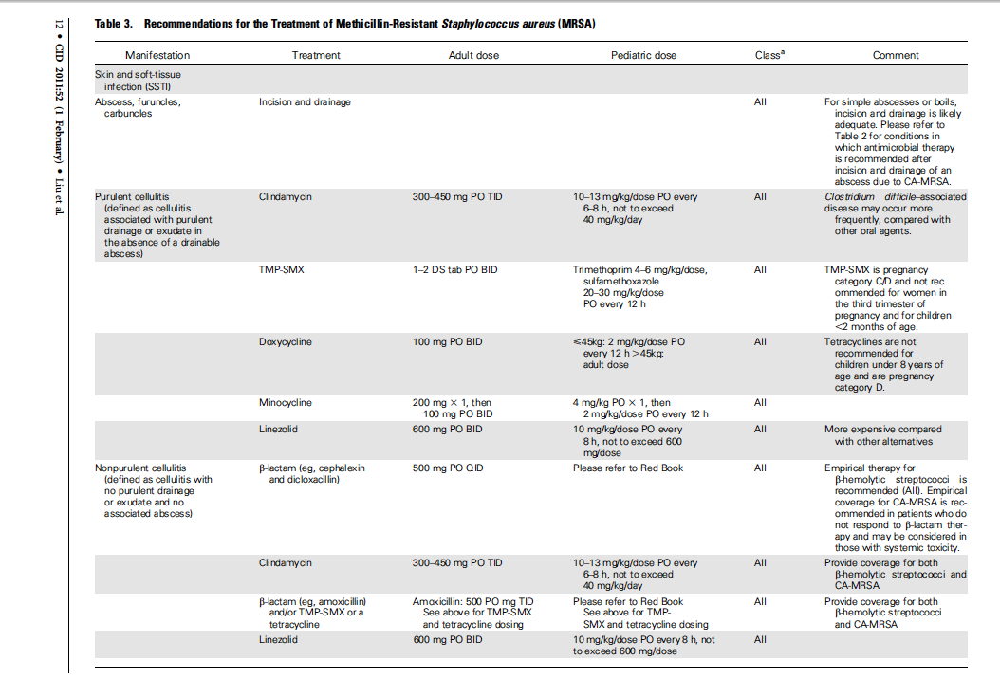 12 • CID 2011:52 (1 February) • Liu et al.
Table 3. Recommendations for the Treatment of Methicillin-Resistant Staphylococcus aureus (MRSA)
Manifestation Treatment Adult dose Pediatric dose Classa Comment
Skin and soft-tissue
infection (SSTI)
Abscess, furuncles,
carbuncles
Incision and drainage
AII
For simple abscesses or boils,
incision and drainage is likely
adequate. Please refer to
Table 2 for conditions in
which antimicrobial therapy
is recommended after
incision and drainage of an
abscess due to CA-MRSA.
Purulent cellulitis
(defined as cellulitis
associated with purulent
drainage or exudate in
the absence of a drainable
abscess)
Clindamycin
300–450 mg PO TID
10–13 mg/kg/dose PO every
6–8 h, not to exceed
40 mg/kg/day
AII
Clostridium difficile–associated
disease may occur more
frequently, compared with
other oral agents.
TMP-SMX
1–2 DS tab PO BID
Trimethoprim 4–6 mg/kg/dose,
sulfamethoxazole
20–30 mg/kg/dose
PO every 12 h
AII
TMP-SMX is pregnancy
category C/D and not rec
ommended for women in
the third trimester of
pregnancy and for children
<2 months of age.
Doxycycline
100 mg PO BID
≤45kg: 2 mg/kg/dose PO
every 12 h >45kg:
adult dose
AII
Tetracyclines are not
recommended for
children under 8 years of
age and are pregnancy
category D.
Minocycline
200 mg × 1, then
100 mg PO BID
4 mg/kg PO × 1, then
2 mg/kg/dose PO every 12 h
AII
Linezolid
600 mg PO BID
10 mg/kg/dose PO every
8 h, not to exceed 600
mg/dose
AII
More expensive compared
with other alternatives
Nonpurulent cellulitis
(defined as cellulitis with
no purulent drainage
or exudate and no
associated abscess)
β-lactam (eg, cephalexin
and dicloxacillin)
500 mg PO QID
Please refer to Red Book
AII
Empirical therapy for
β-hemolytic streptococci is
recommended (AII). Empirical
coverage for CA-MRSA is rec-
ommended in patients who do
not respond to β-lactam ther-
apy and may be considered in
those with systemic toxicity.
Clindamycin
300–450 mg PO TID
10–13 mg/kg/dose PO every
6–8 h, not to exceed
40 mg/kg/day
AII
Provide coverage for both
β-hemolytic streptococci and
CA-MRSA
β-lactam (eg, amoxicillin)
and/or TMP-SMX or a
tetracycline
Amoxicillin: 500 PO mg TID
See above for TMP-SMX
and tetracycline dosing
Please refer to Red Book
See above for TMP-
SMX and tetracycline dosing
AII
Provide coverage for both
β-hemolytic streptococci
and CA-MRSA
Linezolid
600 mg PO BID
10 mg/kg/dose PO every 8 h, not
to exceed 600 mg/dose
AII